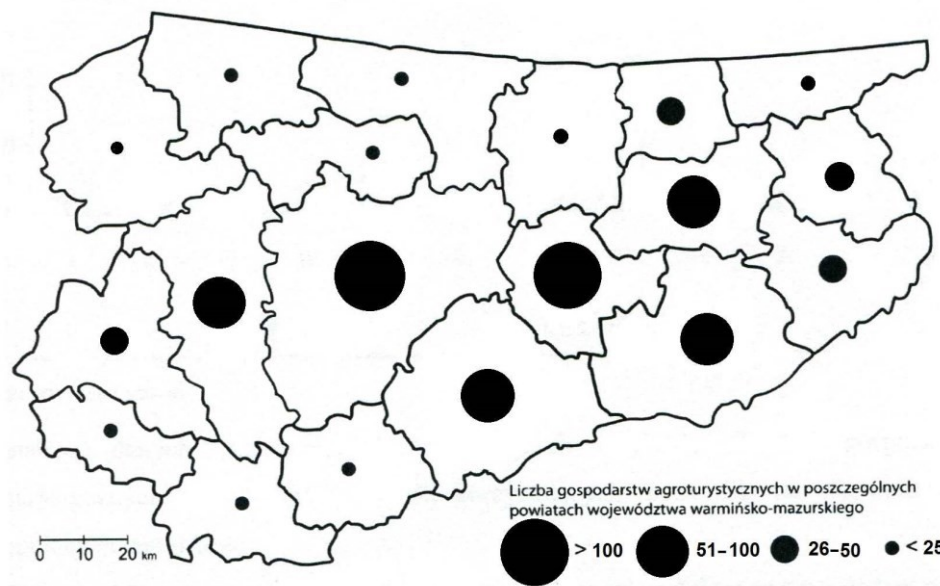 Liczba gospodarstw agroturystycznych w poszczególnych
powiatach województwa warmińsko-mazurskiego
> 100 51–100 26–50 < 25
0 10 20 km